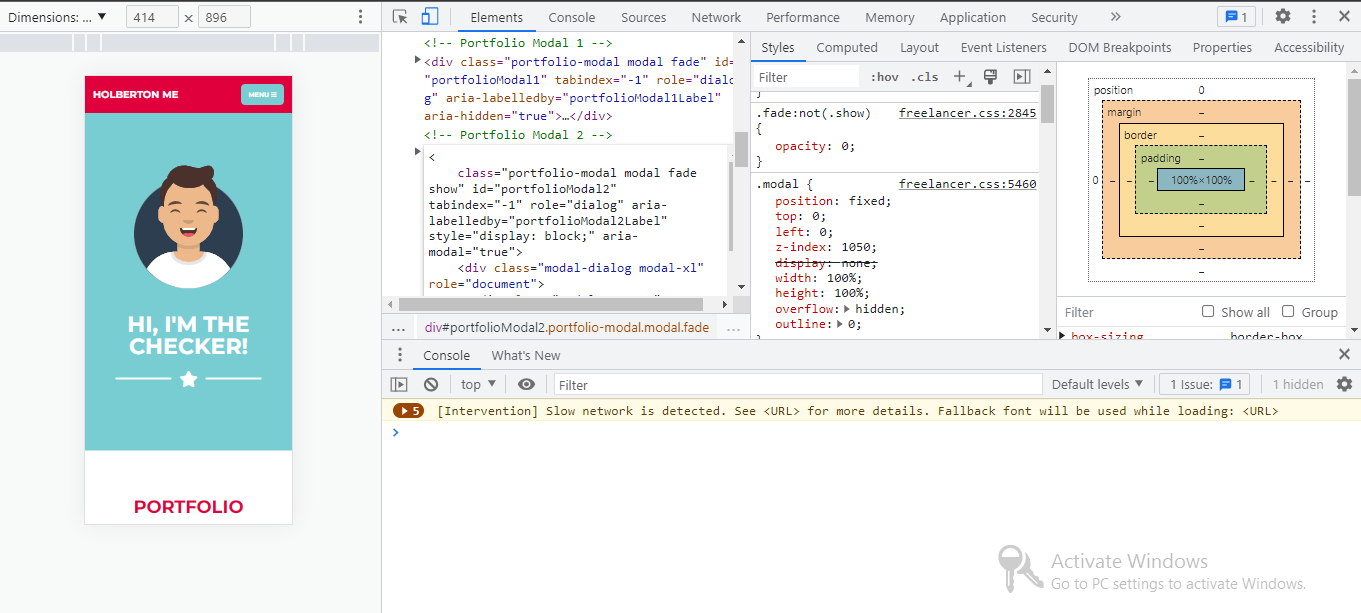 Dimensions: ... ▼ 414 × 896
Elements Console Sources Network Performance Memory Application Security » 1
HOLBERTON ME
MENU ☰
HI, I'M THE
CHECKER!
PORTFOLIO
<!-- Portfolio Modal 1 -->
<div class="portfolio-modal modal fade" id=
"portfolioModal1" tabindex="-1" role="dialo
g" aria-labelledby="portfolioModal1Label"
aria-hidden="true">…</div>
<!-- Portfolio Modal 2 -->
<
class="portfolio-modal modal fade
show" id="portfolioModal2"
tabindex="-1" role="dialog" aria-
labelledby="portfolioModal2Label"
style="display: block;" aria-
modal="true">
<div class="modal-dialog modal-xl"
role="document">
... div#portfolioModal2.portfolio-modal.modal.fade ...
Styles Computed Layout Event Listeners DOM Breakpoints Properties Accessibility
Filter :hov .cls +
}
.fade:not(.show) freelancer.css:2845
{
opacity: 0;
}
.modal { freelancer.css:5460
position: fixed;
top: 0;
left: 0;
z-index: 1050;
display: none;
width: 100%;
height: 100%;
overflow: hidden;
outline: 0;
}
position 0
margin –
border –
padding –
0 – – – 100%×100% – – – 0
–
–
–
–
Filter Show all Group
box-sizing border-box
Console What's New
top ▼ Filter Default levels ▼ 1 Issue: 1 1 hidden
5 [Intervention] Slow network is detected. See <URL> for more details. Fallback font will be used while loading: <URL>
>
Activate Windows
Go to PC settings to activate Windows.